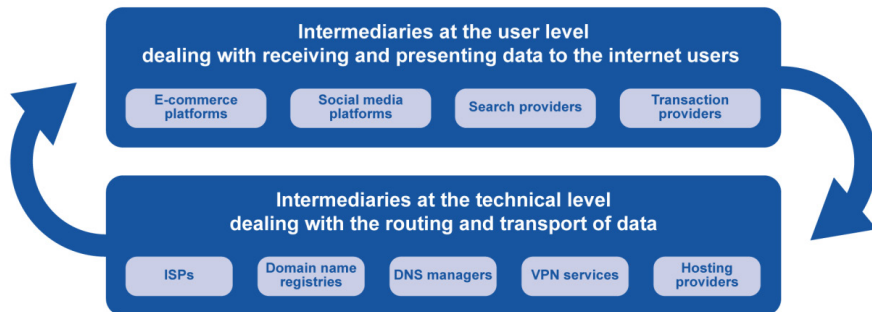 Intermediaries at the user level
dealing with receiving and presenting data to the internet users
E-commerce
platforms
Social media
platforms
Search providers
Transaction
providers
Intermediaries at the technical level
dealing with the routing and transport of data
ISPs
Domain name
registries
DNS managers
VPN services
Hosting
providers